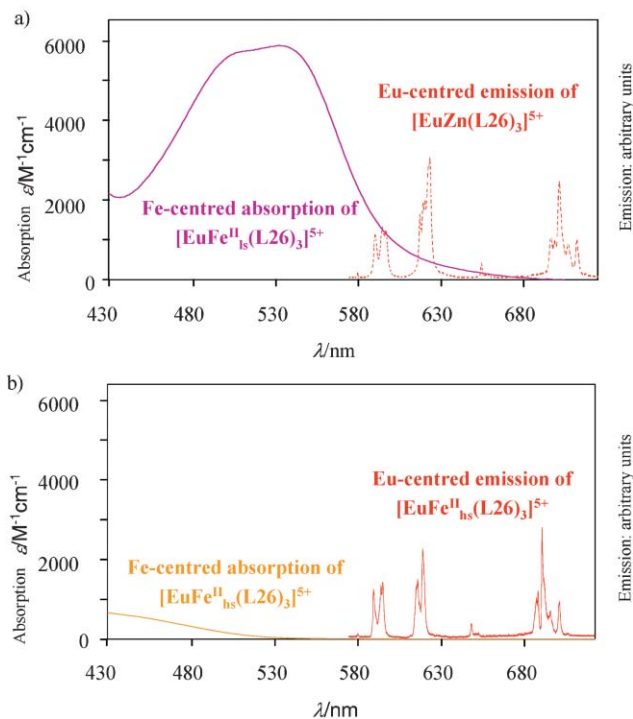 a)
6000
4000
2000
0
Absorption ε/M⁻¹cm⁻¹
Eu-centred emission of
[EuZn(L26)₃]⁵⁺
Fe-centred absorption of
[EuFeᴵᴵₗₛ(L26)₃]⁵⁺
Emission: arbitrary units
430 480 530 580 630 680
λ/nm
b)
6000
4000
2000
0
Absorption ε/M⁻¹cm⁻¹
Eu-centred emission of
[EuFeᴵᴵₕₛ(L26)₃]⁵⁺
Fe-centred absorption of
[EuFeᴵᴵₕₛ(L26)₃]⁵⁺
Emission: arbitrary units
430 480 530 580 630 680
λ/nm